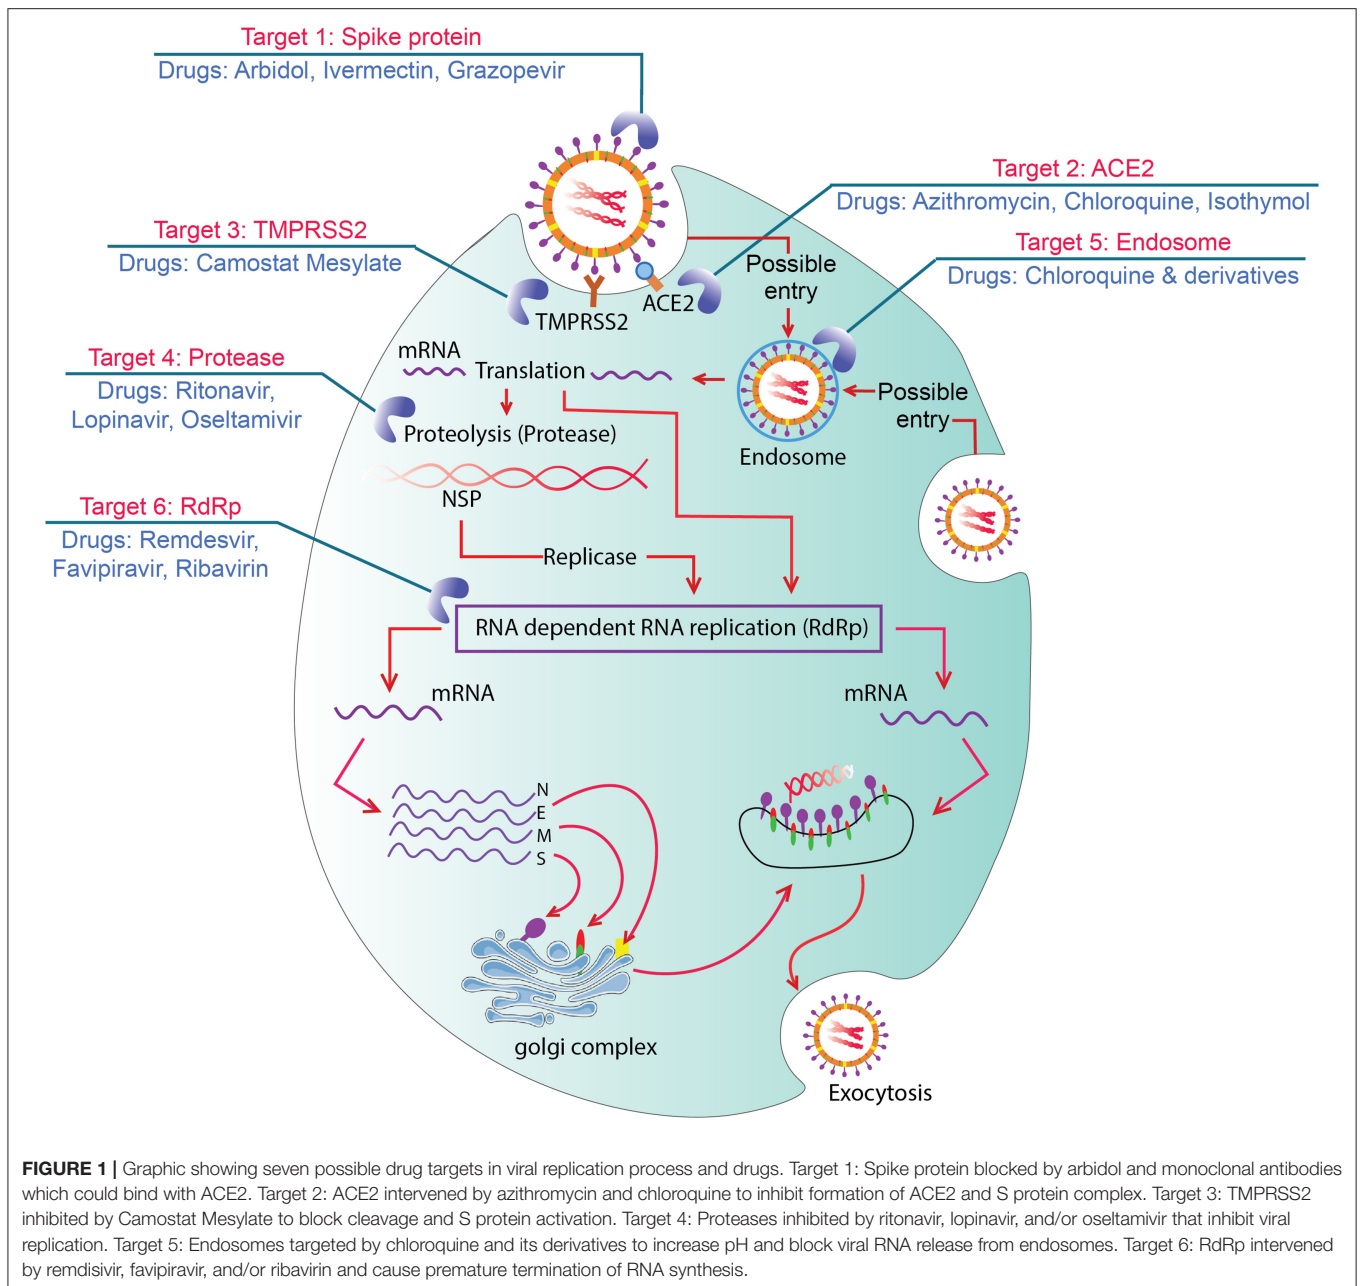 Target 1: Spike protein
Drugs: Arbidol, Ivermectin, Grazopevir
Target 2: ACE2
Drugs: Azithromycin, Chloroquine, Isothymol
Target 3: TMPRSS2
Drugs: Camostat Mesylate
Target 5: Endosome
Drugs: Chloroquine & derivatives
Possible
entry
ACE2
TMPRSS2
Target 4: Protease
Drugs: Ritonavir,
Lopinavir, Oseltamivir
mRNA
Translation
Possible
entry
Proteolysis (Protease)
Endosome
NSP
Target 6: RdRp
Drugs: Remdesvir,
Favipiravir, Ribavirin
Replicase
RNA dependent RNA replication (RdRp)
mRNA
mRNA
N
E
M
S
golgi complex
Exocytosis
FIGURE 1 | Graphic showing seven possible drug targets in viral replication process and drugs. Target 1: Spike protein blocked by arbidol and monoclonal antibodies
which could bind with ACE2. Target 2: ACE2 intervened by azithromycin and chloroquine to inhibit formation of ACE2 and S protein complex. Target 3: TMPRSS2
inhibited by Camostat Mesylate to block cleavage and S protein activation. Target 4: Proteases inhibited by ritonavir, lopinavir, and/or oseltamivir that inhibit viral
replication. Target 5: Endosomes targeted by chloroquine and its derivatives to increase pH and block viral RNA release from endosomes. Target 6: RdRp intervened
by remdisivir, favipiravir, and/or ribavirin and cause premature termination of RNA synthesis.